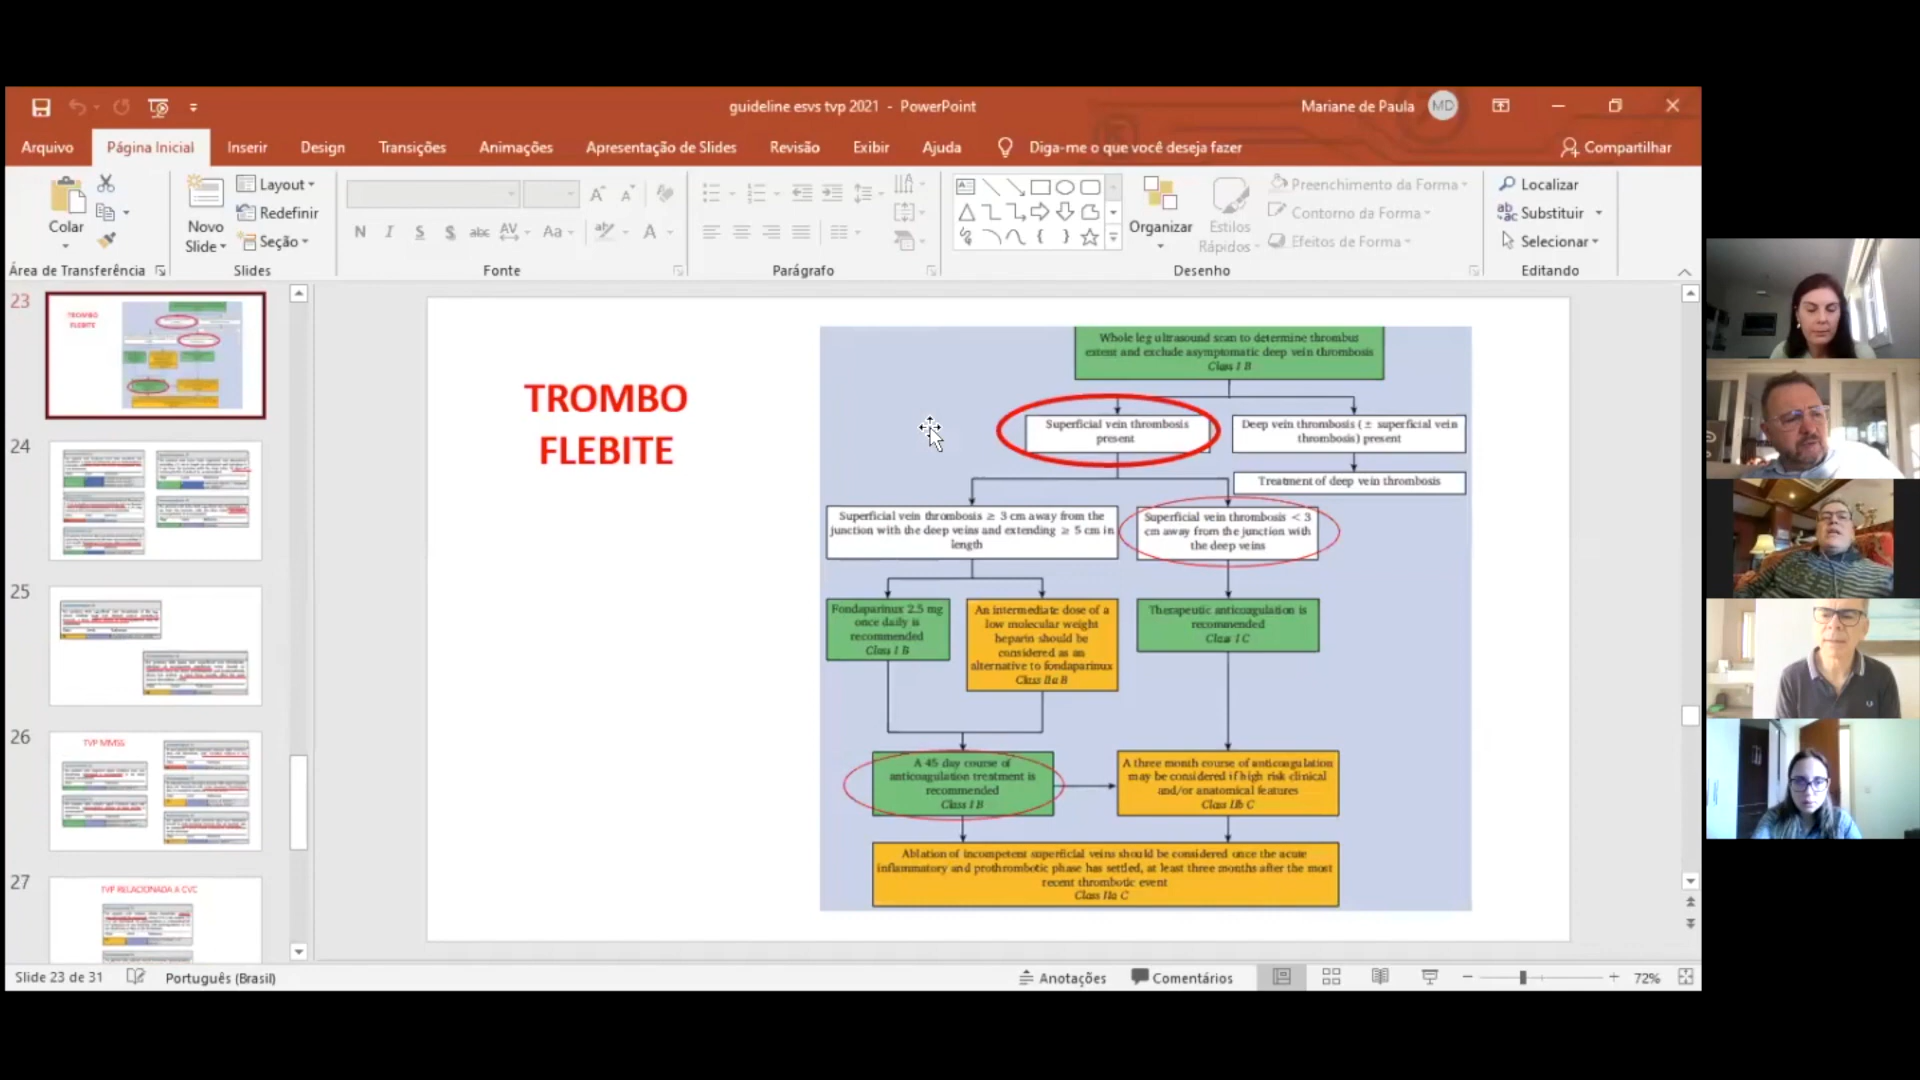 guideline esvs tvp 2021 - PowerPoint
Mariane de Paula
MD
Arquivo
Página Inicial
Inserir
Design
Transições
Animações
Apresentação de Slides
Revisão
Exibir
Ajuda
Diga-me o que você deseja fazer
Compartilhar
Colar
Área de Transferência
Novo
Slide
Layout
Redefinir
Seção
Slides
N I S S abc AV Aa A
Fonte
Parágrafo
Organizar
Estilos
Rápidos
Preenchimento da Forma
Contorno da Forma
Efeitos de Forma
Desenho
Localizar
Substituir
Selecionar
Editando
23
TROMBO
FLEBITE
24
25
26
TVP MMSS
27
TVP RELACIONADA A CVC
TROMBO
FLEBITE
Whole leg ultrasound scan to determine thrombus
extent and exclude asymptomatic deep vein thrombosis
Class I B
Superficial vein thrombosis
present
Deep vein thrombosis (± superficial vein
thrombosis) present
Treatment of deep vein thrombosis
Superficial vein thrombosis ≥ 3 cm away from the
junction with the deep veins and extending ≥ 5 cm in
length
Superficial vein thrombosis < 3
cm away from the junction with
the deep veins
Fondaparinux 2.5 mg
once daily is
recommended
Class I B
An intermediate dose of a
low molecular weight
heparin should be
considered as an
alternative to fondaparinux
Class IIa B
Therapeutic anticoagulation is
recommended
Class I C
A 45 day course of
anticoagulation treatment is
recommended
Class I B
A three month course of anticoagulation
may be considered if high risk clinical
and/or anatomical features
Class IIb C
Ablation of incompetent superficial veins should be considered once the acute
inflammatory and prothrombotic phase has settled, at least three months after the most
recent thrombotic event
Class IIa C
Slide 23 de 31
Português (Brasil)
Anotações
Comentários
72%